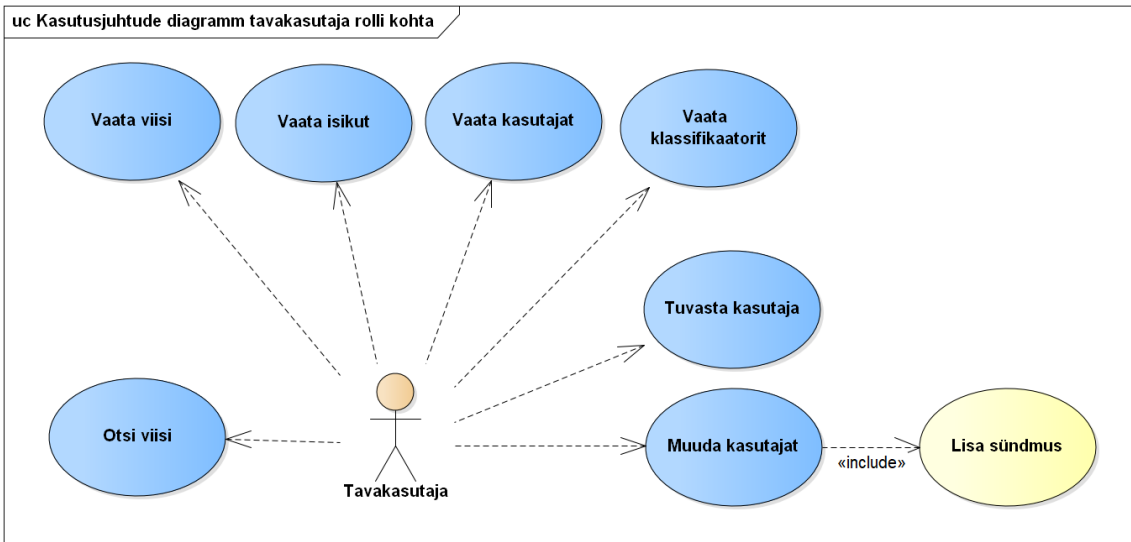 uc Kasutusjuhtude diagramm tavakasutaja rolli kohta
Vaata viisi
Vaata isikut
Vaata kasutajat
Vaata
klassifikaatorit
Tuvasta kasutaja
Otsi viisi
Tavakasutaja
Muuda kasutajat
«include»
Lisa sündmus